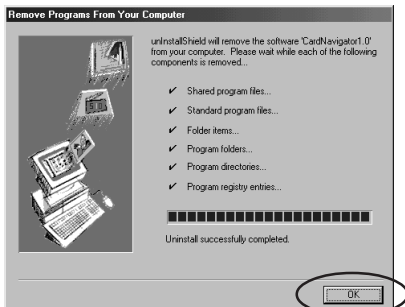 Remove Programs From Your Computer
unInstallShield will remove the software 'CardNavigator1.0'
from your computer. Please wait while each of the following
components is removed...
✔ Shared program files...
✔ Standard program files...
✔ Folder items...
✔ Program folders...
✔ Program directories...
✔ Program registry entries...
Uninstall successfully completed.
OK